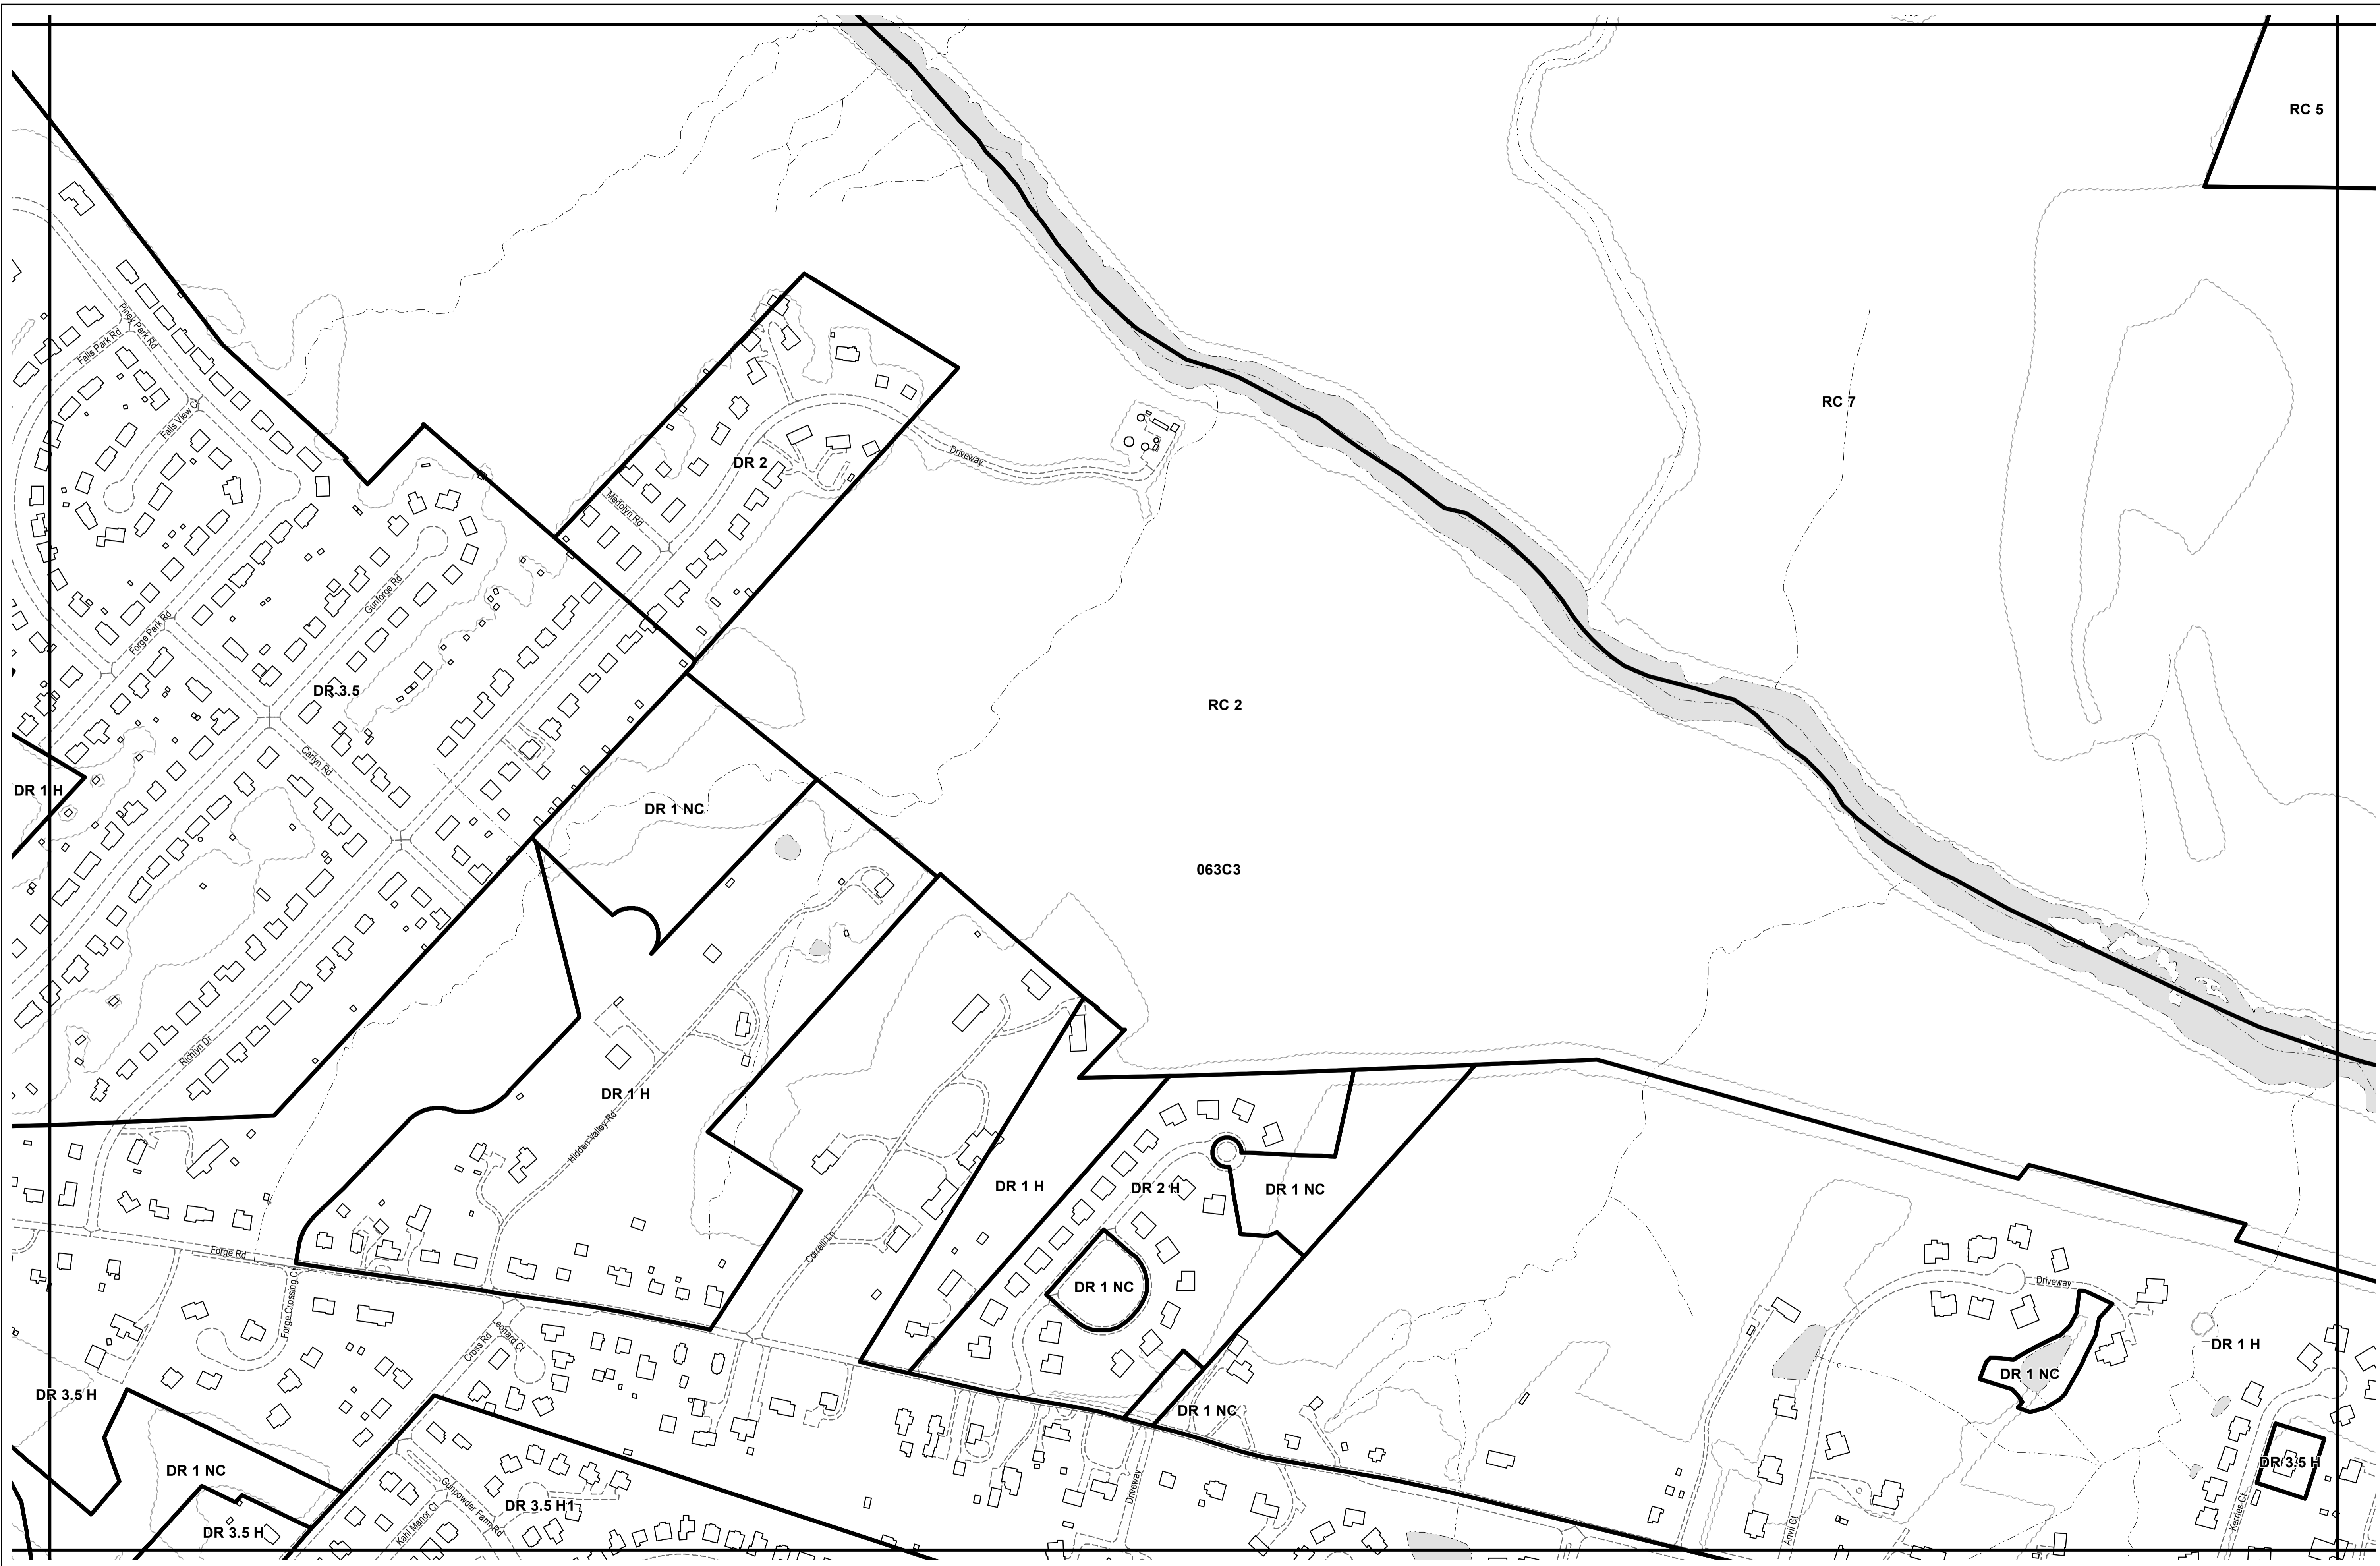 RC 5
Piney Park Rd
Falls Park Rd
RC 7
Falls View Ct
Driveway
DR 2
Medolyn Rd
Gunforge Rd
Forge Park Rd
DR 3.5
RC 2
Carlyn Rd
DR 1 H
DR 1 NC
063C3
Richlyn Dr
DR 1 H
Hidden Valley Rd
DR 1 H
DR 2 H
DR 1 NC
Correlli Ln
Forge Rd
Driveway
DR 1 NC
Forge Crossing Ct
Leonard Ct
Cross Rd
DR 1 H
DR 1 NC
DR 3.5 H
DR 1 NC
DR 1 NC
DR 3.5 H
Driveway
Gunpowder Farm Rd
DR 3.5 H1
Kahl Manor Ct
Kerries Ct
Anvil Ct
DR 3.5 H